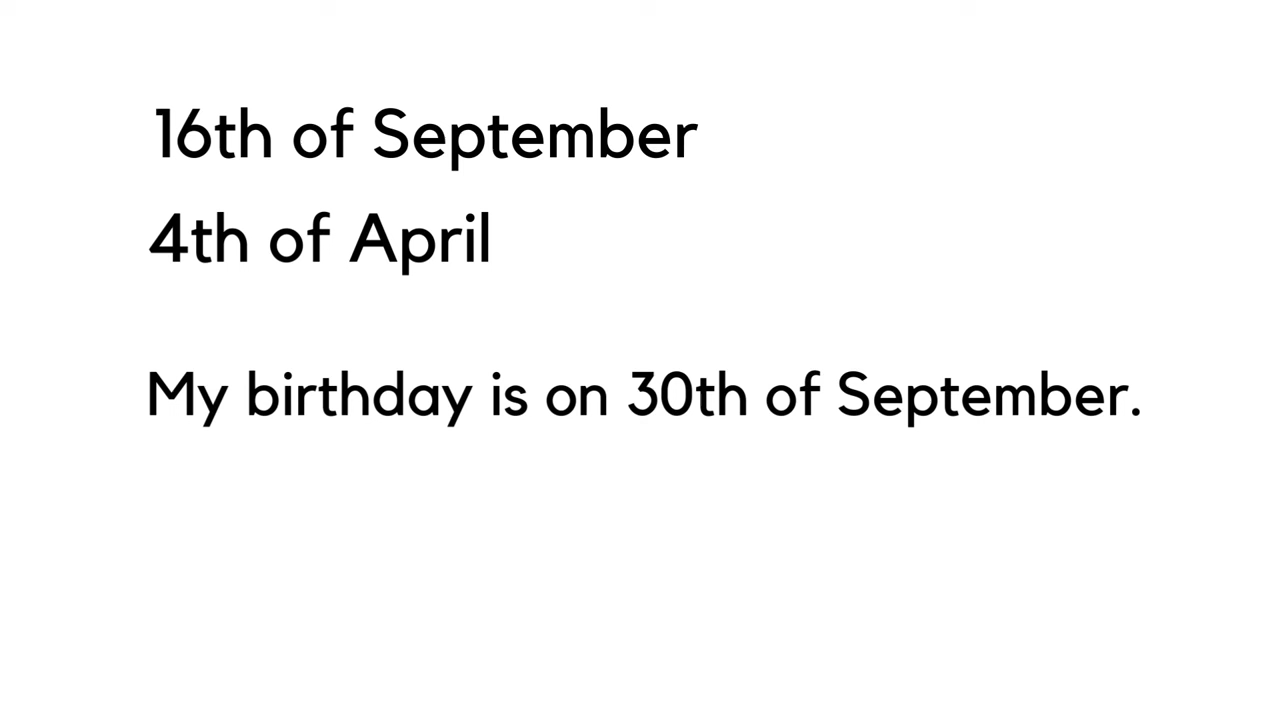 16th of September
4th of April
My birthday is on 30th of September.